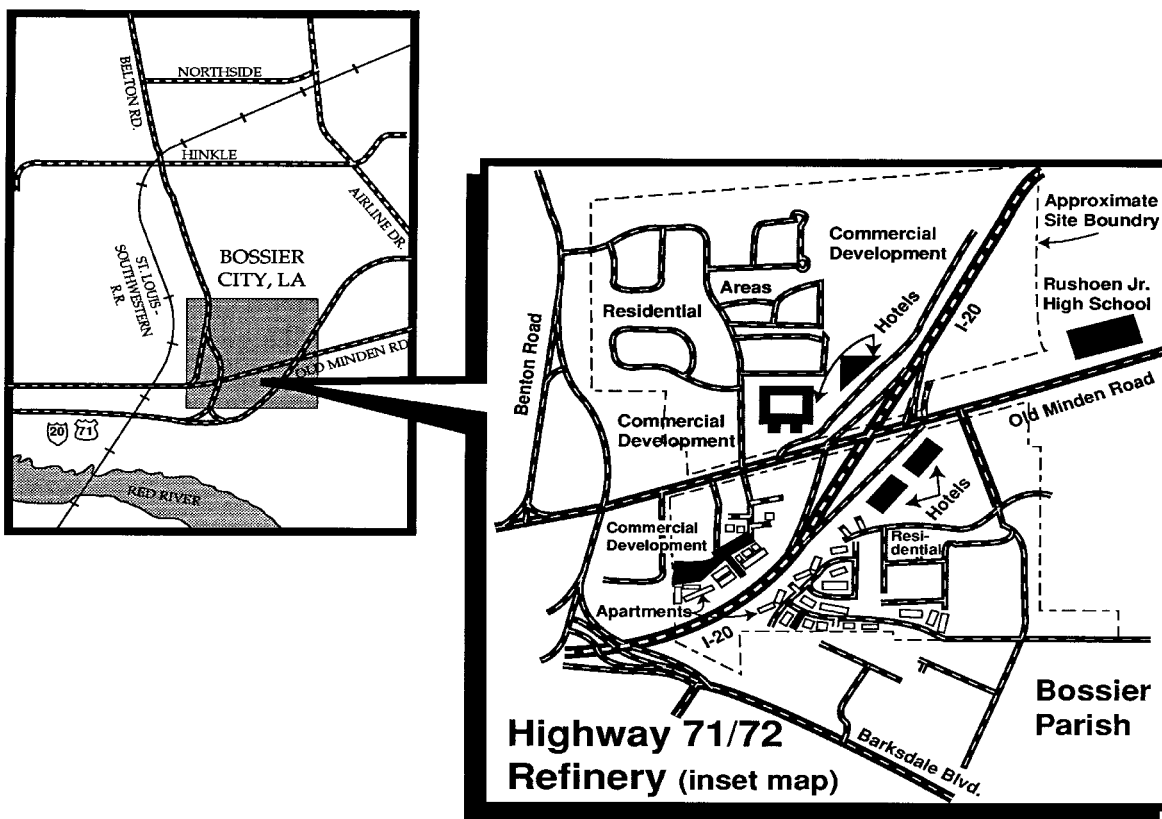 NORTHSIDE
BELTON RD.
HINKLE
AIRLINE DR.
ST. LOUIS -
SOUTHWESTERN
R.R.
BOSSIER
CITY, LA
OLD MINDEN RD.
20
71
RED RIVER
Approximate
Site Boundry
Commercial
Development
Rushoen Jr.
High School
Areas
Residential
Hotels
I-20
Benton Road
Old Minden Road
Commercial
Development
Hotels
Commercial
Development
Resi-
dential
Apartments
I-20
Bossier
Parish
Highway 71/72
Refinery (inset map)
Barksdale Blvd.